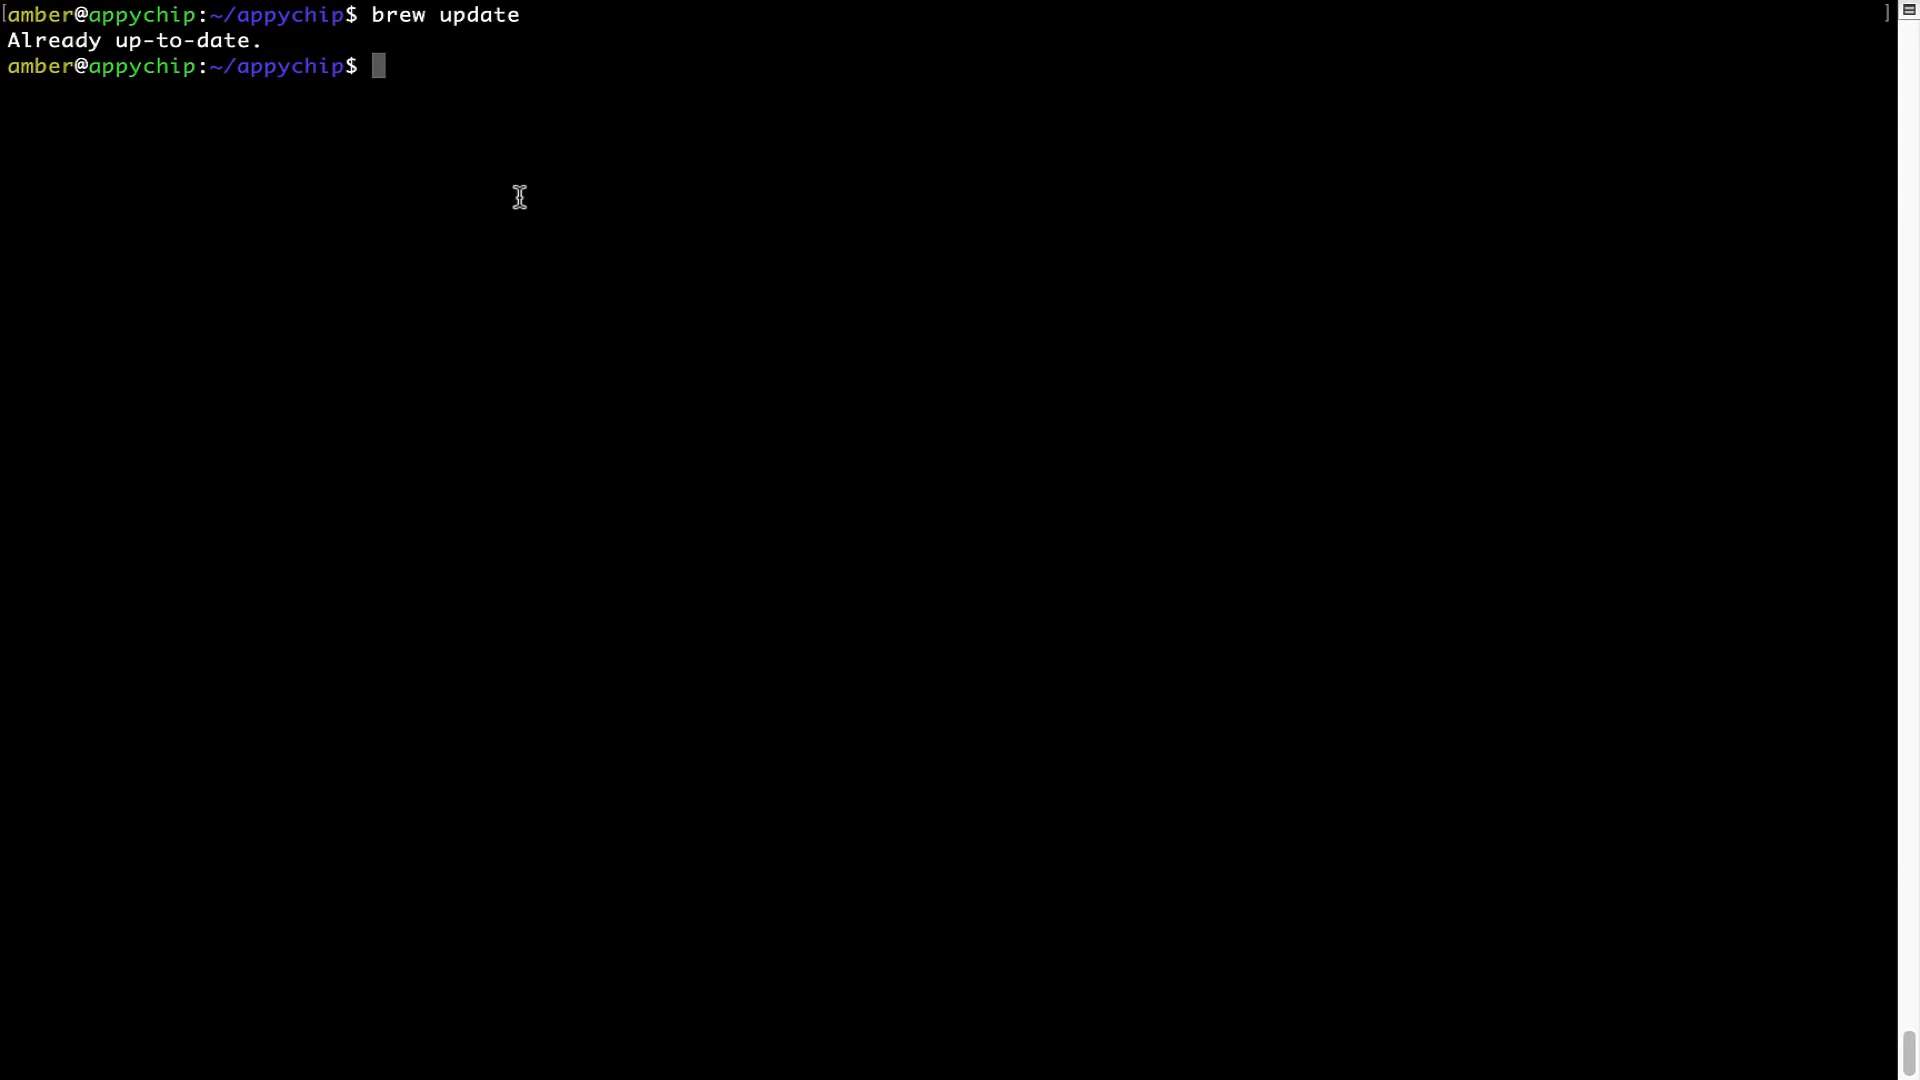 [amber@appychip:~/appychip$ brew update ]
Already up-to-date.
amber@appychip:~/appychip$